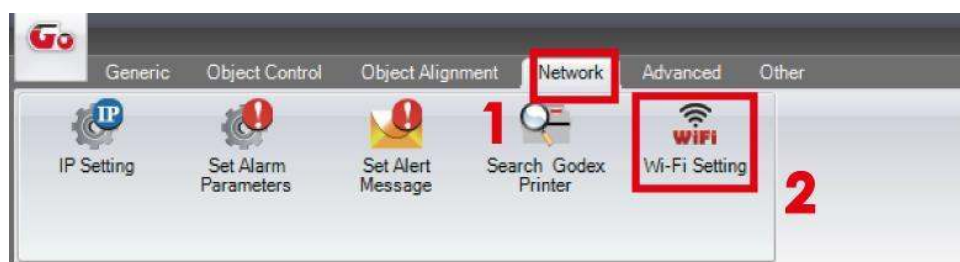 Go
Generic Object Control Object Alignment Network Advanced Other
1
IP
WiFi
IP Setting Set Alarm Parameters Set Alert Message Search Godex Printer Wi-Fi Setting
2